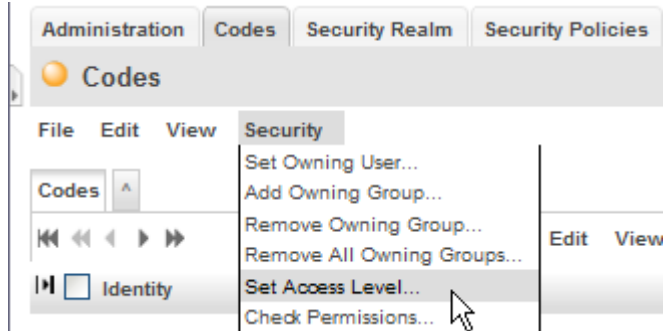 Administration Codes Security Realm Security Policies
Codes
File Edit View Security
Set Owning User...
Codes ^ Add Owning Group...
Remove Owning Group...
Edit View
Remove All Owning Groups...
Identity Set Access Level...
Check Permissions...